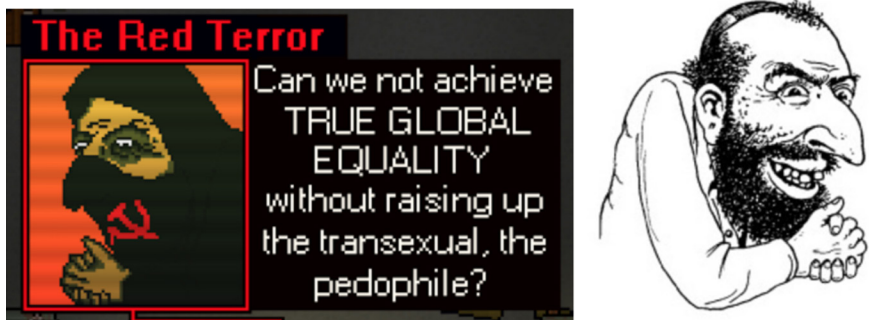 The Red Terror
Can we not achieve
TRUE GLOBAL
EQUALITY
without raising up
the transexual, the
pedophile?